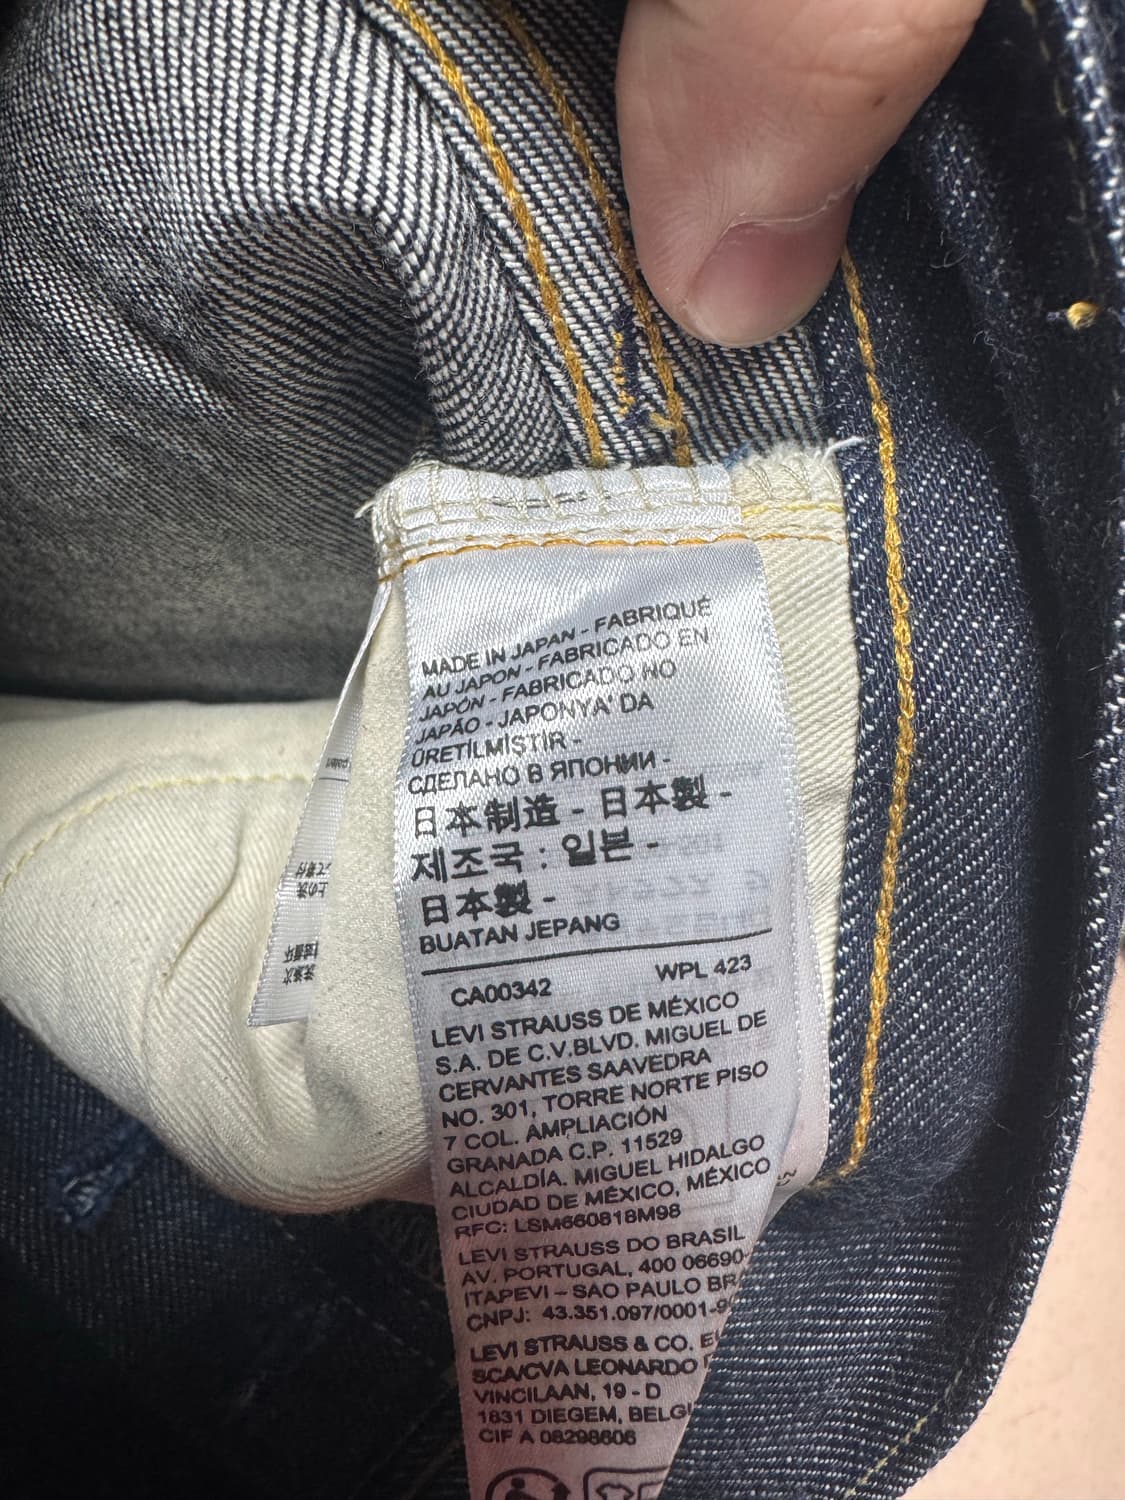 MADE IN JAPAN - FABRIQUÉ
AU JAPON - FABRICADO EN
JAPÓN - FABRICADO NO
JAPÃO - JAPONYA' DA
ÜRETİLMİŞTİR -
СДЕЛАНО В ЯПОНИИ -
日本制造 - 日本製 -
제조국 : 일본 -
日本製 -
BUATAN JEPANG
CA00342 WPL 423
LEVI STRAUSS DE MÉXICO
S.A. DE C.V.BLVD. MIGUEL DE
CERVANTES SAAVEDRA
NO. 301, TORRE NORTE PISO
7 COL. AMPLIACIÓN
GRANADA C.P. 11529
ALCALDÍA. MIGUEL HIDALGO
CIUDAD DE MÉXICO, MÉXICO
RFC: LSM660818M98
LEVI STRAUSS DO BRASIL
AV. PORTUGAL, 400 06690-
ITAPEVI – SAO PAULO BR
CNPJ: 43.351.097/0001-9
LEVI STRAUSS & CO.
SCA/CVA LEONARDO
VINCILAAN, 19 - D
1831 DIEGEM, BELGI
CIF A 08298606